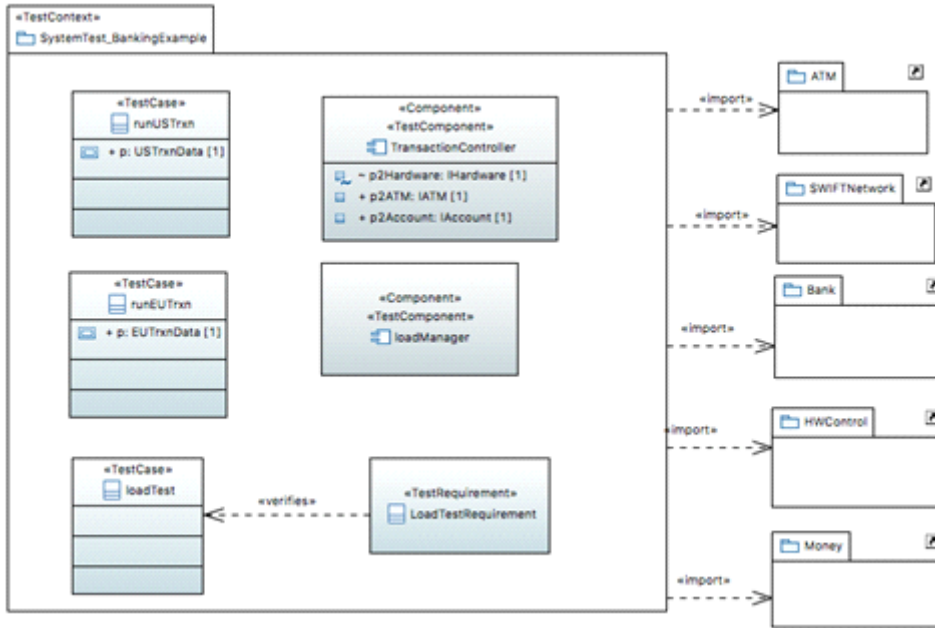 «TestContext»
SystemTest_BankingExample
«TestCase»
runUSTrxn
+ p: USTrxnData [1]
«Component»
«TestComponent»
TransactionController
~ p2Hardware: IHardware [1]
+ p2ATM: IATM [1]
+ p2Account: IAccount [1]
«TestCase»
runEUTrxn
+ p: EUTrxnData [1]
«Component»
«TestComponent»
loadManager
«TestCase»
loadTest
«verifies»
«TestRequirement»
LoadTestRequirement
«import»
ATM
«import»
SWIFTNetwork
«import»
Bank
«import»
HWControl
«import»
Money